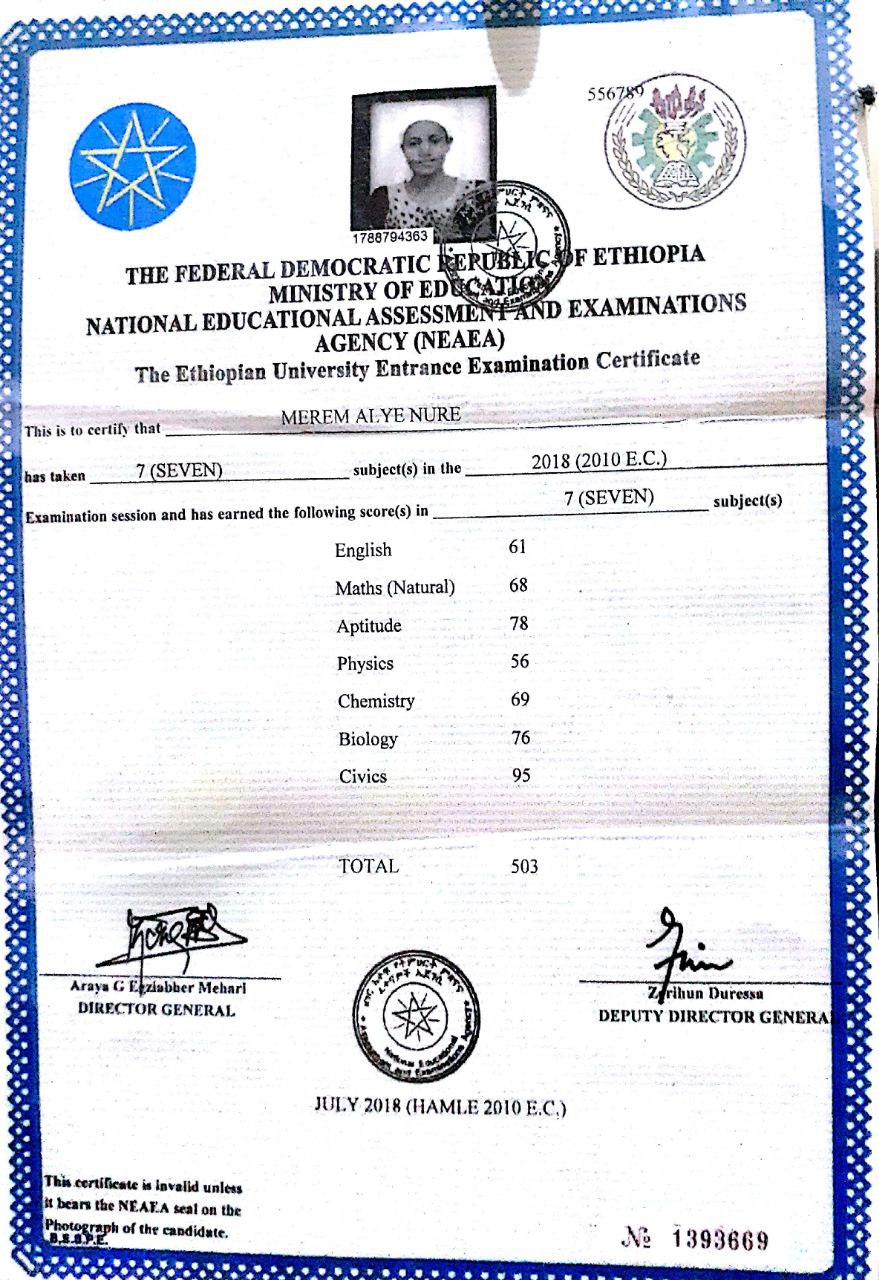 556789
1788794363
THE FEDERAL DEMOCRATIC REPUBLIC OF ETHIOPIA
MINISTRY OF EDUCATION
NATIONAL EDUCATIONAL ASSESSMENT AND EXAMINATIONS
AGENCY (NEAEA)
The Ethiopian University Entrance Examination Certificate
This is to certify that MEREM ALYE NURE
has taken 7 (SEVEN) subject(s) in the 2018 (2010 E.C.)
Examination session and has earned the following score(s) in 7 (SEVEN) subject(s)
English 61
Maths (Natural) 68
Aptitude 78
Physics 56
Chemistry 69
Biology 76
Civics 95
TOTAL 503
Araya G Egziabher Mehari
DIRECTOR GENERAL
Zerihun Duressa
DEPUTY DIRECTOR GENERAL
National Educational
Assessment and Examinations Agency
JULY 2018 (HAMLE 2010 E.C.)
This certificate is invalid unless
it bears the NEAEA seal on the
Photograph of the candidate.
B.S.S.P.E.
№ 1393669